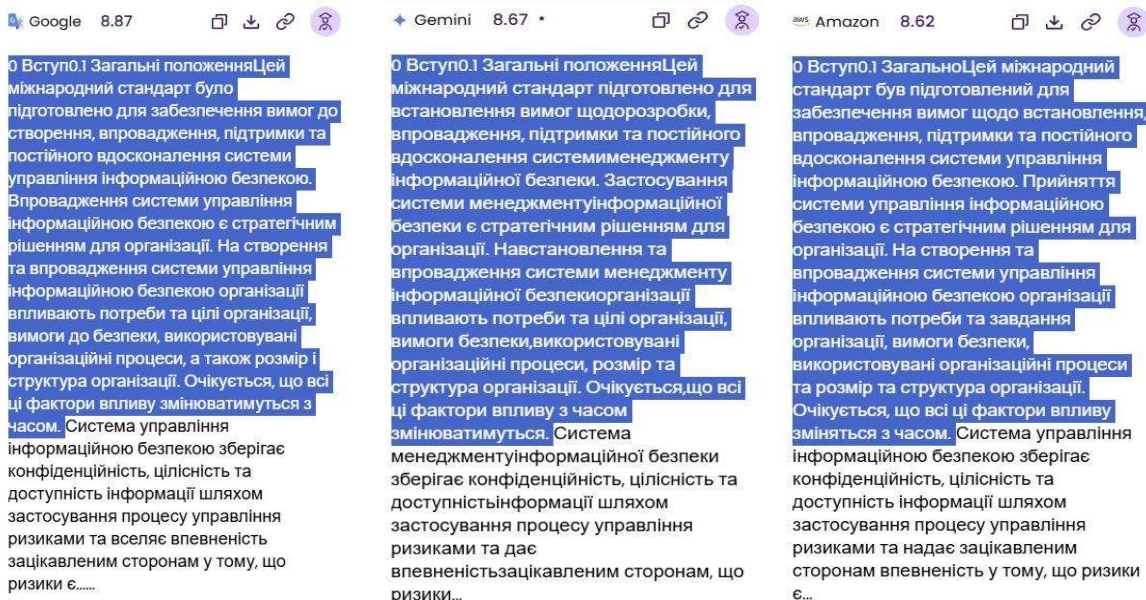 Google 8.87
0 Вступ0.1 Загальні положенняЦей
міжнародний стандарт було
підготовлено для забезпечення вимог до
створення, впровадження, підтримки та
постійного вдосконалення системи
управління інформаційною безпекою.
Впровадження системи управління
інформаційною безпекою є стратегічним
рішенням для організації. На створення
та впровадження системи управління
інформаційною безпекою організації
впливають потреби та цілі організації,
вимоги до безпеки, використовувані
організаційні процеси, а також розмір і
структура організації. Очікується, що всі
ці фактори впливу змінюватимуться з
часом. Система управління
інформаційною безпекою зберігає
конфіденційність, цілісність та
доступність інформації шляхом
застосування процесу управління
ризиками та вселяє впевненість
зацікавленим сторонам у тому, що
ризики є......
Gemini 8.67 •
0 Вступ0.1 Загальні положенняЦей
міжнародний стандарт підготовлено для
встановлення вимог щодорозробки,
впровадження, підтримки та постійного
вдосконалення системименеджменту
інформаційної безпеки. Застосування
системи менеджментуінформаційної
безпеки є стратегічним рішенням для
організації. Навстановлення та
впровадження системи менеджменту
інформаційної безпекиорганізації
впливають потреби та цілі організації,
вимоги безпеки,використовувані
організаційні процеси, розмір та
структура організації. Очікується,що всі
ці фактори впливу з часом
змінюватимуться. Система
менеджментуінформаційної безпеки
зберігає конфіденційність, цілісність та
доступністьінформації шляхом
застосування процесу управління
ризиками та дає
впевненістьзацікавленим сторонам, що
ризики...
aws Amazon 8.62
0 Вступ0.1 ЗагальноЦей міжнародний
стандарт був підготовлений для
забезпечення вимог щодо встановлення,
впровадження, підтримки та постійного
вдосконалення системи управління
інформаційною безпекою. Прийняття
системи управління інформаційною
безпекою є стратегічним рішенням для
організації. На створення та
впровадження системи управління
інформаційною безпекою організації
впливають потреби та завдання
організації, вимоги безпеки,
використовувані організаційні процеси
та розмір та структура організації.
Очікується, що всі ці фактори впливу
зміняться з часом. Система управління
інформаційною безпекою зберігає
конфіденційність, цілісність та
доступність інформації шляхом
застосування процесу управління
ризиками та надає зацікавленим
сторонам впевненість у тому, що ризики
є...